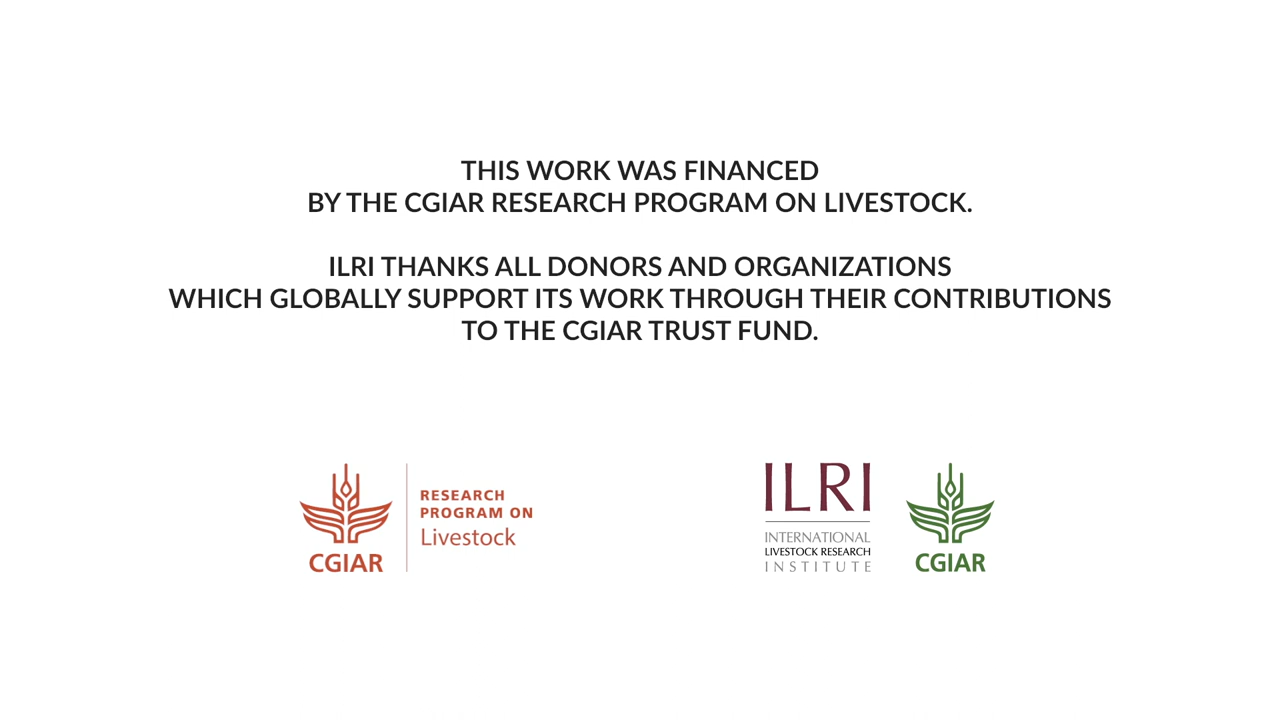 THIS WORK WAS FINANCED
BY THE CGIAR RESEARCH PROGRAM ON LIVESTOCK.
ILRI THANKS ALL DONORS AND ORGANIZATIONS
WHICH GLOBALLY SUPPORT ITS WORK THROUGH THEIR CONTRIBUTIONS
TO THE CGIAR TRUST FUND.
CGIAR
RESEARCH
PROGRAM ON
Livestock
ILRI
INTERNATIONAL
LIVESTOCK RESEARCH
INSTITUTE
CGIAR